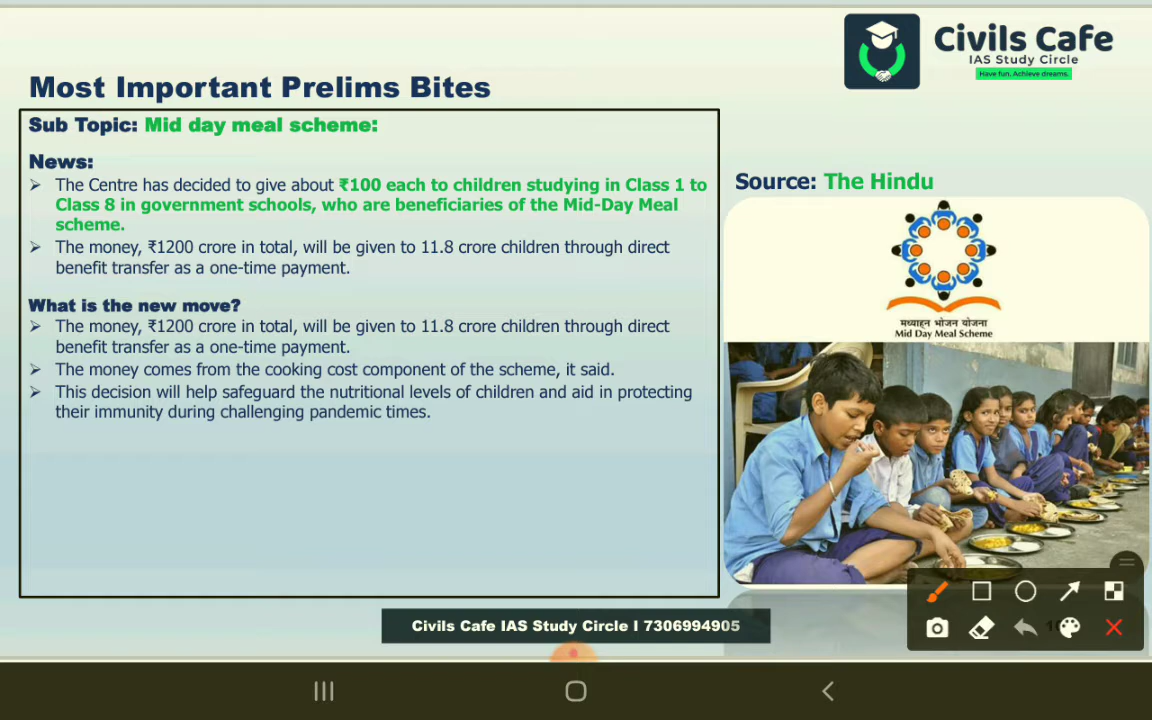 Civils Cafe
IAS Study Circle
Have fun, Achieve dreams.
Most Important Prelims Bites
Sub Topic: Mid day meal scheme:
News:
➢ The Centre has decided to give about ₹100 each to children studying in Class 1 to
Class 8 in government schools, who are beneficiaries of the Mid-Day Meal
scheme.
➢ The money, ₹1200 crore in total, will be given to 11.8 crore children through direct
benefit transfer as a one-time payment.
What is the new move?
➢ The money, ₹1200 crore in total, will be given to 11.8 crore children through direct
benefit transfer as a one-time payment.
➢ The money comes from the cooking cost component of the scheme, it said.
➢ This decision will help safeguard the nutritional levels of children and aid in protecting
their immunity during challenging pandemic times.
Source: The Hindu
मध्याह्न भोजन योजना
Mid Day Meal Scheme
Civils Cafe IAS Study Circle I 7306994905